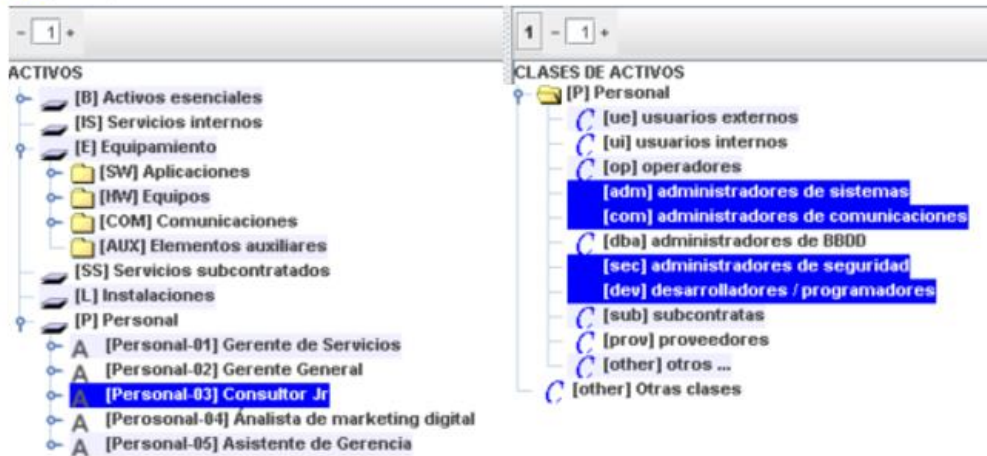 - 1 +
ACTIVOS
[B] Activos esenciales
[IS] Servicios internos
[E] Equipamiento
[SW] Aplicaciones
[HW] Equipos
[COM] Comunicaciones
[AUX] Elementos auxiliares
[SS] Servicios subcontratados
[L] Instalaciones
[P] Personal
A [Personal-01] Gerente de Servicios
A [Personal-02] Gerente General
A [Personal-03] Consultor Jr
A [Perosonal-04] Ánalista de marketing digital
A [Personal-05] Asistente de Gerencia
1 - 1 +
CLASES DE ACTIVOS
[P] Personal
C [ue] usuarios externos
C [ui] usuarios internos
C [op] operadores
[adm] administradores de sistemas
[com] administradores de comunicaciones
C [dba] administradores de BBDD
[sec] administradores de seguridad
[dev] desarrolladores / programadores
C [sub] subcontratas
C [prov] proveedores
C [other] otros ...
C [other] Otras clases